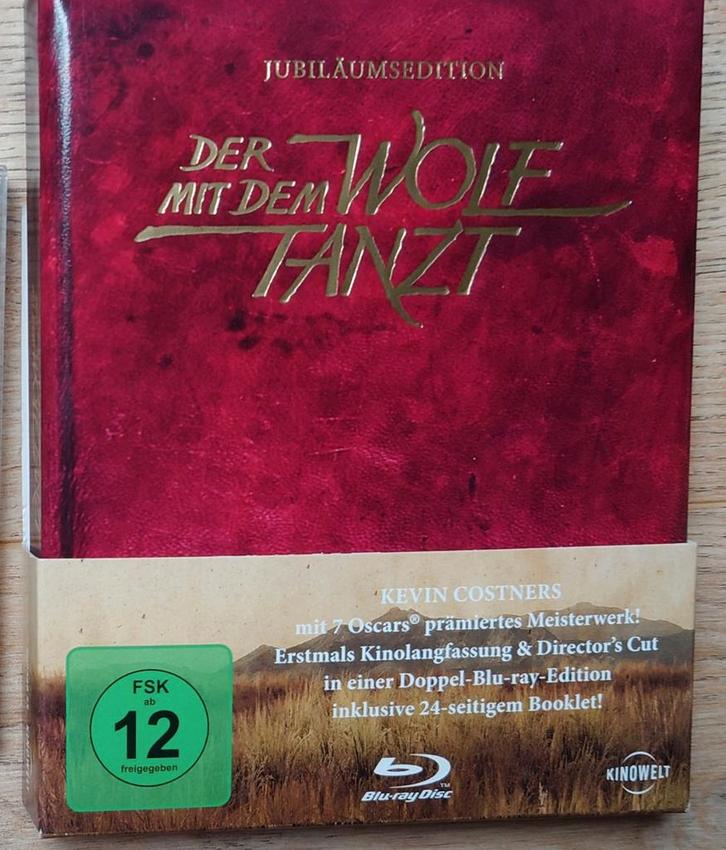 JUBILÄUMSEDITION
DER
MIT DEM WOLF
TANZT
KEVIN COSTNERS
mit 7 Oscars® prämiertes Meisterwerk!
Erstmals Kinolangfassung & Director's Cut
in einer Doppel-Blu-ray-Edition
inklusive 24-seitigem Booklet!
FSK
ab
12
freigegeben
Blu-ray Disc™
KINOWELT